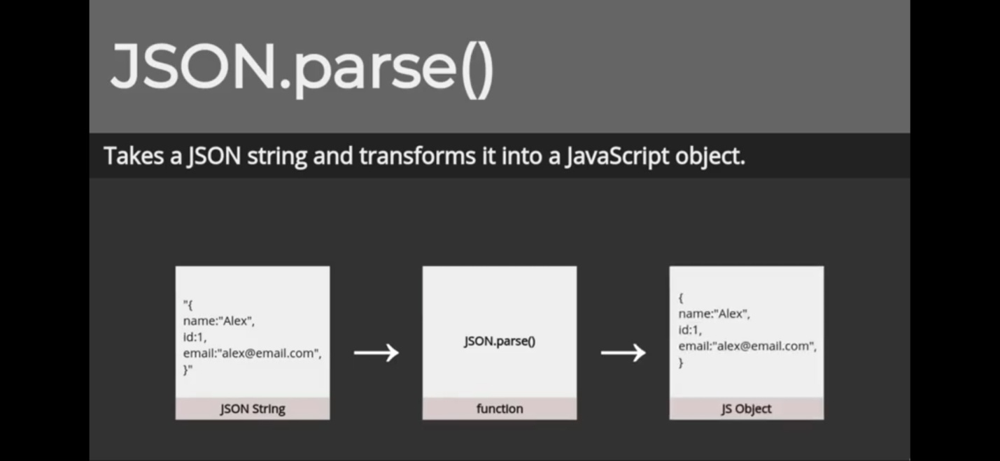 JSON.parse()
Takes a JSON string and transforms it into a JavaScript object.
"{
name:"Alex",
id:1,
email:"alex@email.com",
}"
JSON String
JSON.parse()
function
{
name:"Alex",
id:1,
email:"alex@email.com",
}
JS Object